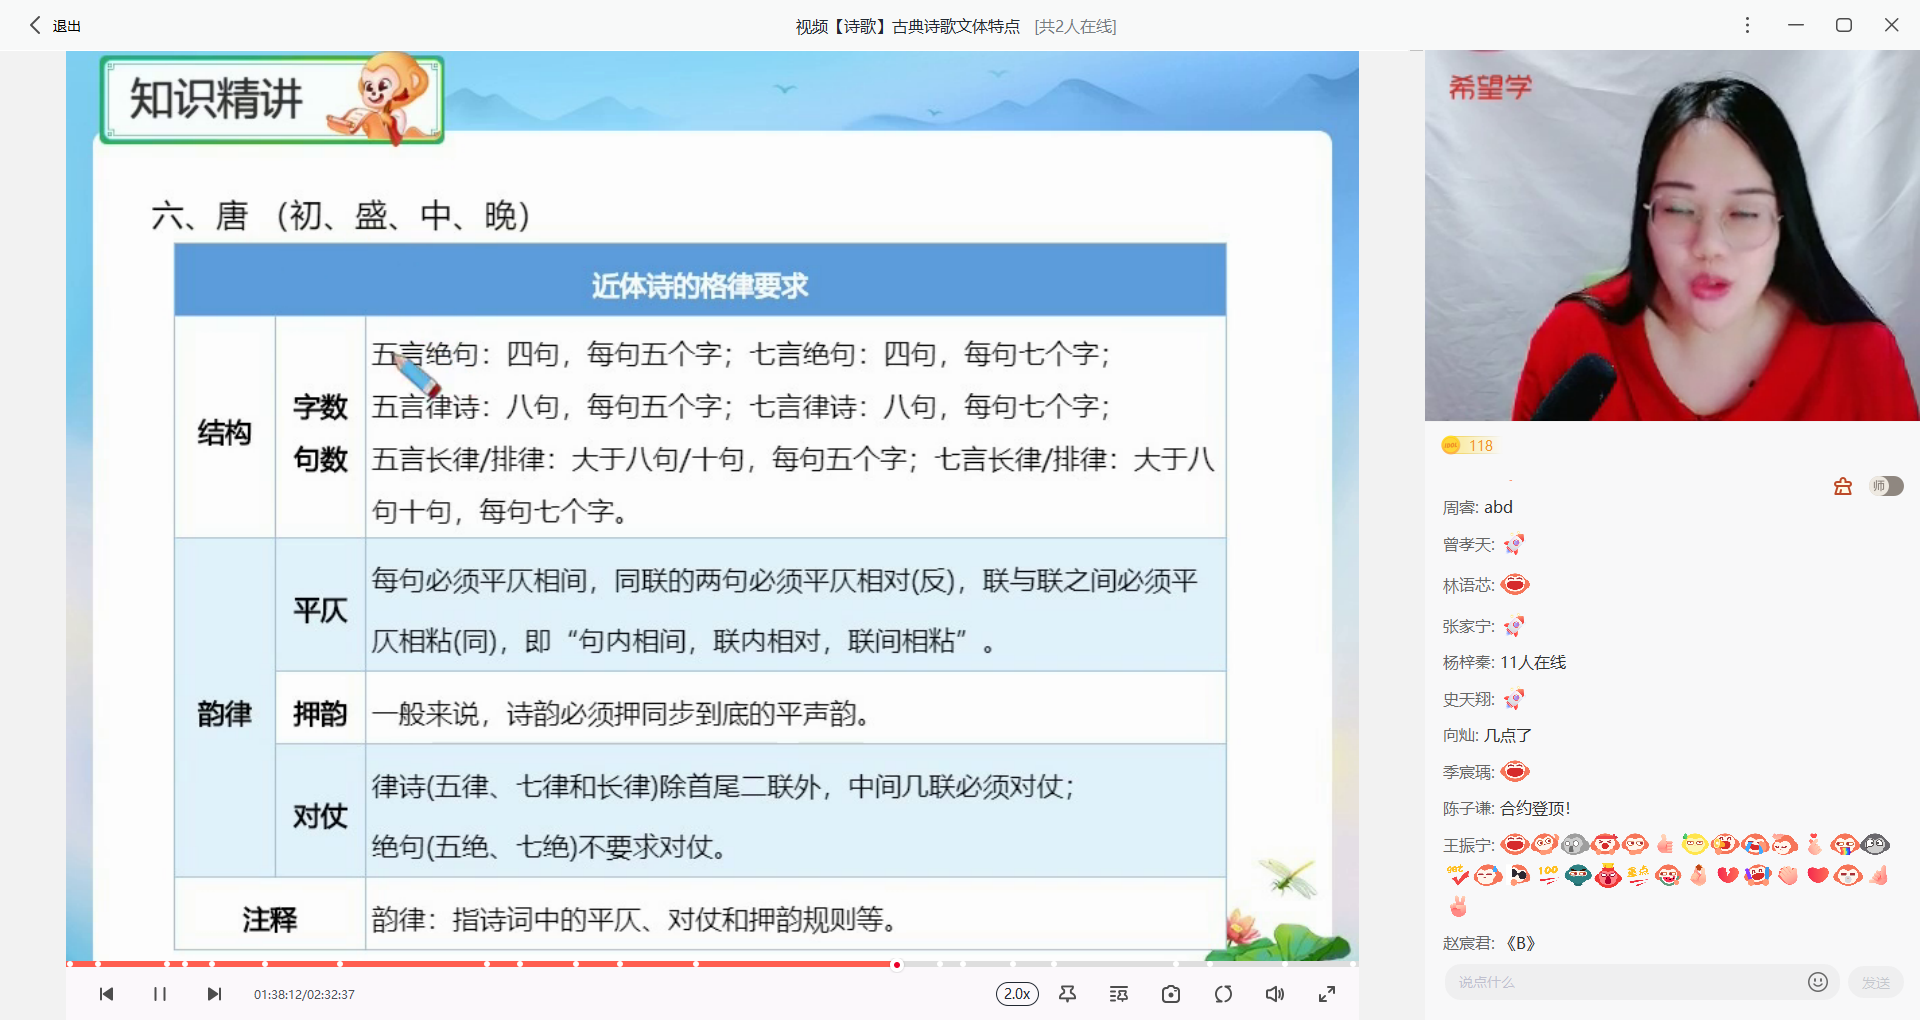 退出
视频【诗歌】古典诗歌文体特点 [共2人在线]
知识精讲
六、唐 （初、盛、中、晚）
近体诗的格律要求
结构
字数
句数
五言绝句：四句，每句五个字；七言绝句：四句，每句七个字；
五言律诗：八句，每句五个字；七言律诗：八句，每句七个字；
五言长律/排律：大于八句/十句，每句五个字；七言长律/排律：大于八
句十句，每句七个字。
韵律
平仄
每句必须平仄相间，同联的两句必须平仄相对(反)，联与联之间必须平
仄相粘(同)，即“句内相间，联内相对，联间相粘”。
押韵
一般来说，诗韵必须押同步到底的平声韵。
对仗
律诗(五律、七律和长律)除首尾二联外，中间几联必须对仗；
绝句(五绝、七绝)不要求对仗。
注释
韵律：指诗词中的平仄、对仗和押韵规则等。
01:38:12/02:32:37
2.0x
希望学
118
师
周睿: abd
曾孝天:
林语芯:
张家宁:
杨梓秦: 11人在线
史天翔:
向灿: 几点了
季宸瑀:
陈子谦: 合约登顶!
王振宁:
100
重点
赵宸君: 《B》
说点什么
发送